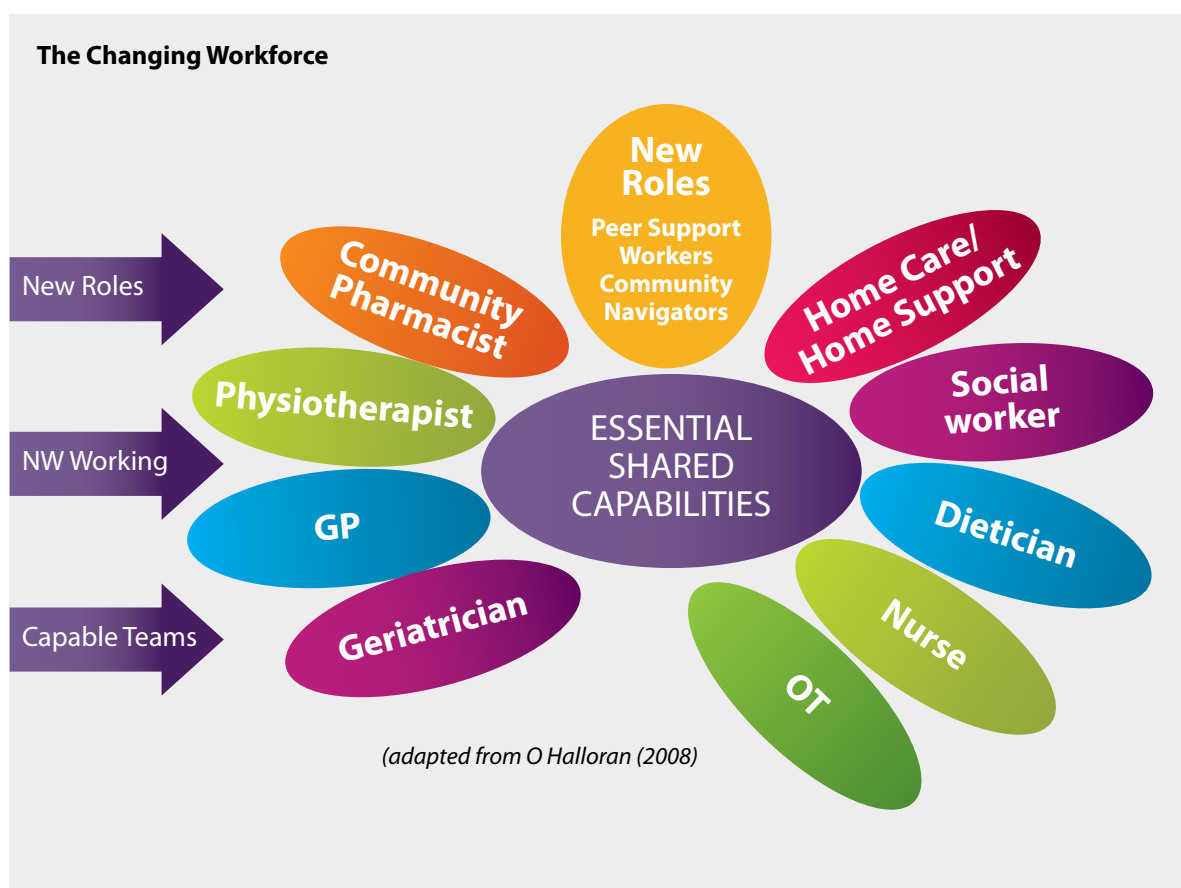 The Changing Workforce
New
Roles
Peer Support
Workers
Community
Navigators
New Roles
Community
Pharmacist
Home Care/
Home Support
Physiotherapist
Social
worker
NW Working
ESSENTIAL
SHARED
CAPABILITIES
GP
Dietician
Capable Teams
Geriatrician
Nurse
OT
(adapted from O Halloran (2008)